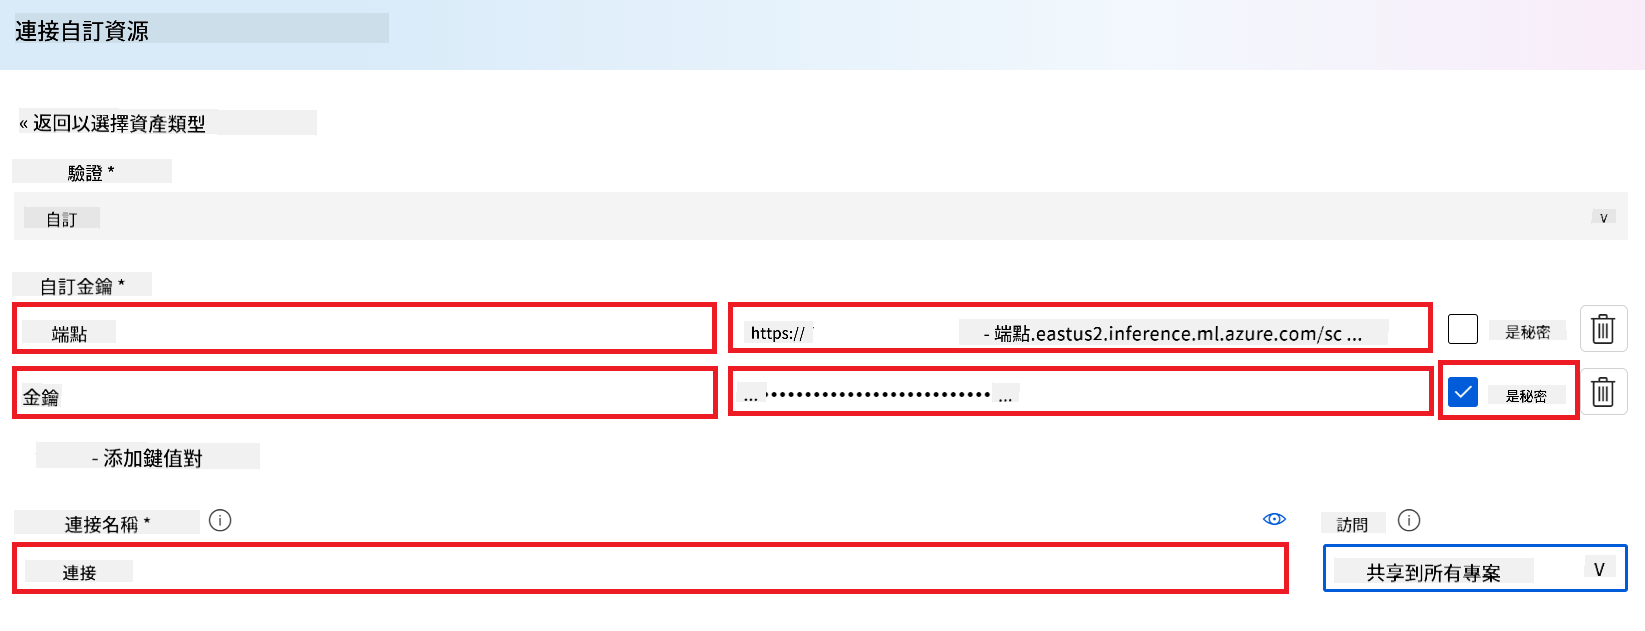 連接自訂資源
« 返回以選擇資產類型
驗證 *
自訂 v
自訂金鑰 *
端點 https:// - 端點.eastus2.inference.ml.azure.com/sc ... 是秘密
金鑰 ...•••••••••••••••••••••••••••••... 是秘密
- 添加鍵值對
連接名稱 * 訪問
連接 共享到所有專案 V